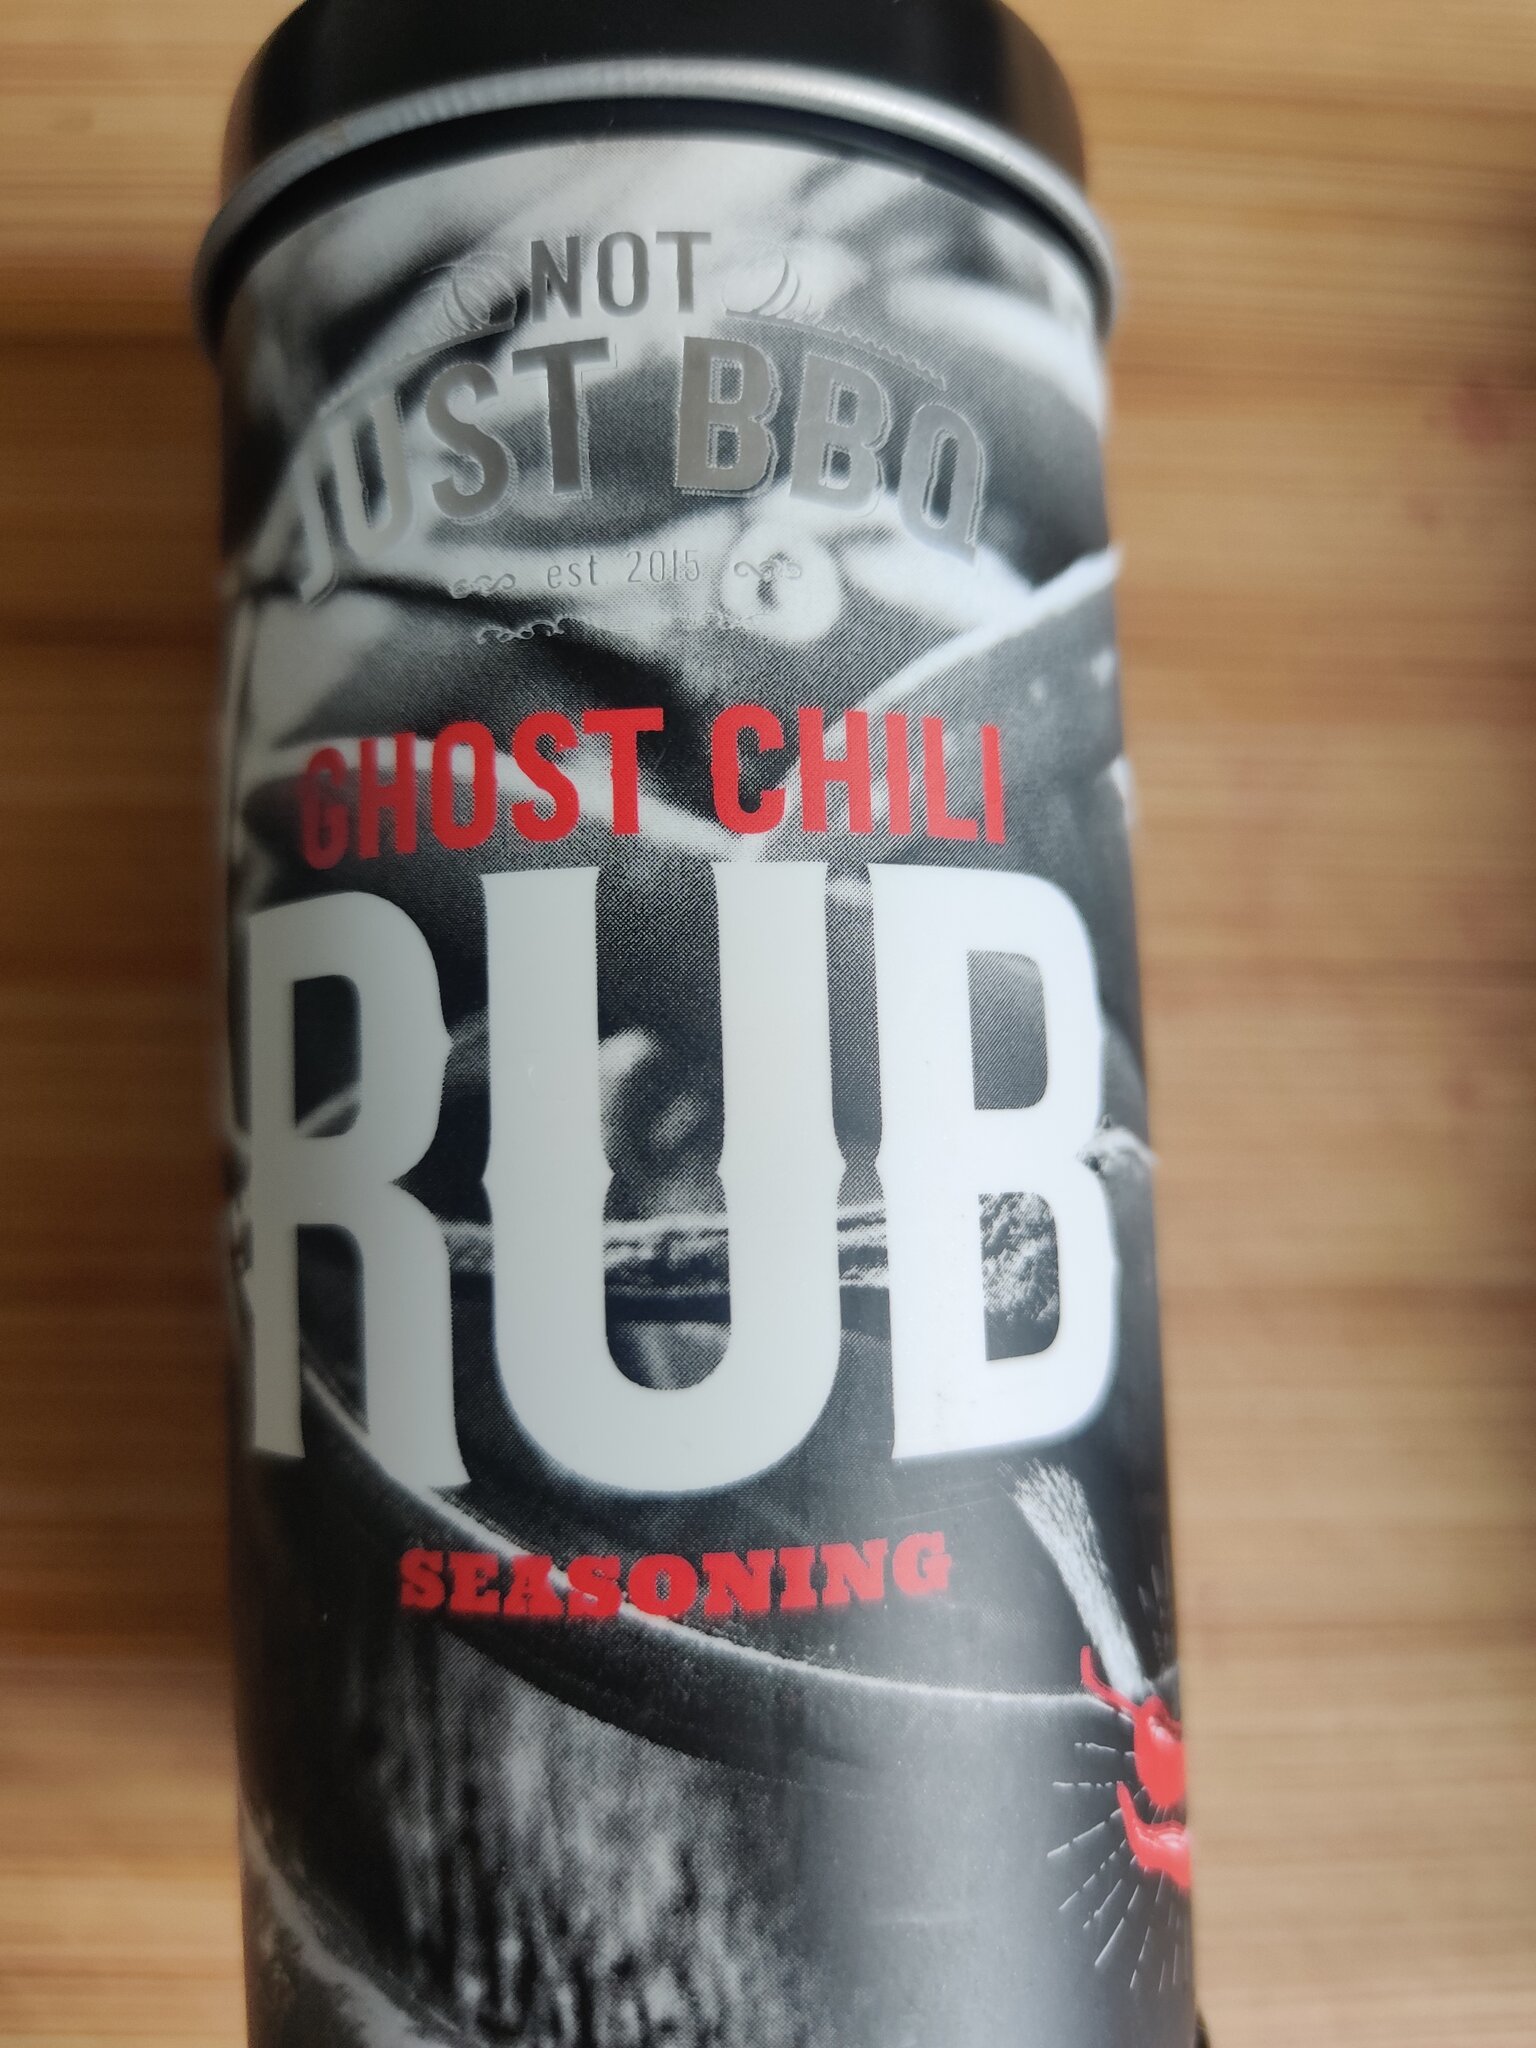 NOT
JUST BBQ
est. 2015
GHOST CHILI
RUB
SEASONING